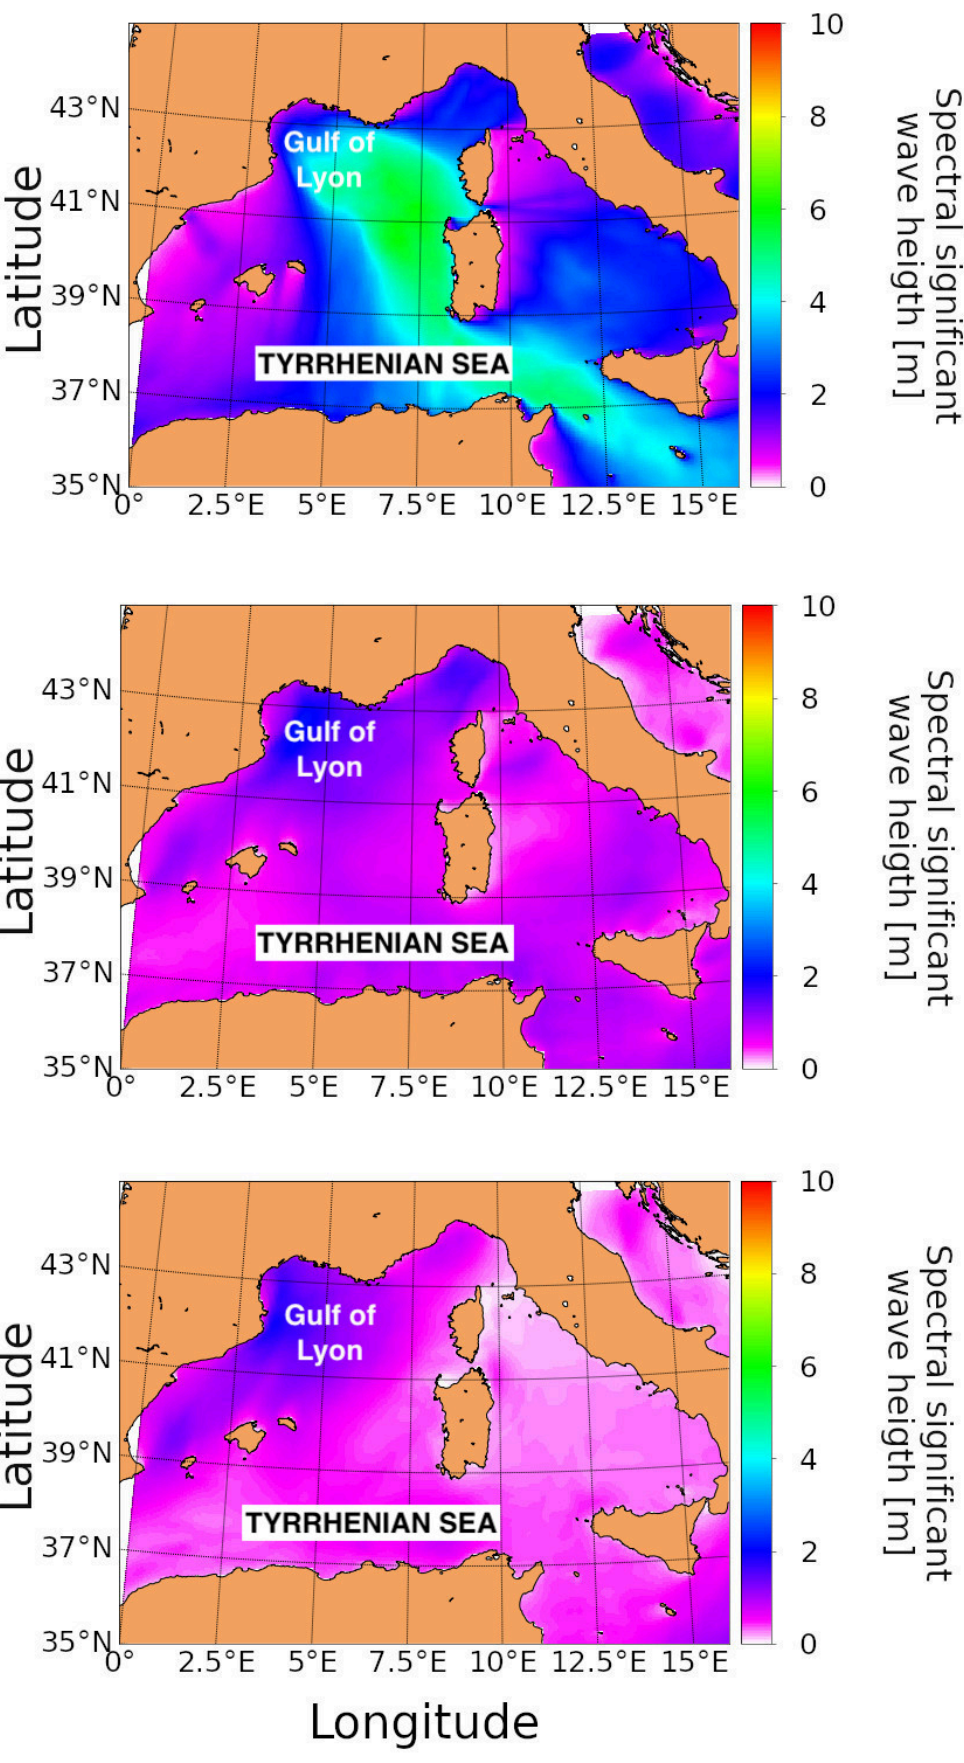 10
43°N
8
Gulf of
Lyon
41°N
6
Latitude
39°N
4
Spectral significant
wave heigth [m]
TYRRHENIAN SEA
37°N
2
35°N
0
0°
2.5°E
5°E
7.5°E
10°E
12.5°E
15°E
10
43°N
8
Gulf of
Lyon
41°N
6
Latitude
39°N
4
Spectral significant
wave heigth [m]
TYRRHENIAN SEA
37°N
2
35°N
0
0°
2.5°E
5°E
7.5°E
10°E
12.5°E
15°E
10
43°N
8
Gulf of
Lyon
41°N
6
Latitude
39°N
4
Spectral significant
wave heigth [m]
TYRRHENIAN SEA
37°N
2
35°N
0
0°
2.5°E
5°E
7.5°E
10°E
12.5°E
15°E
Longitude